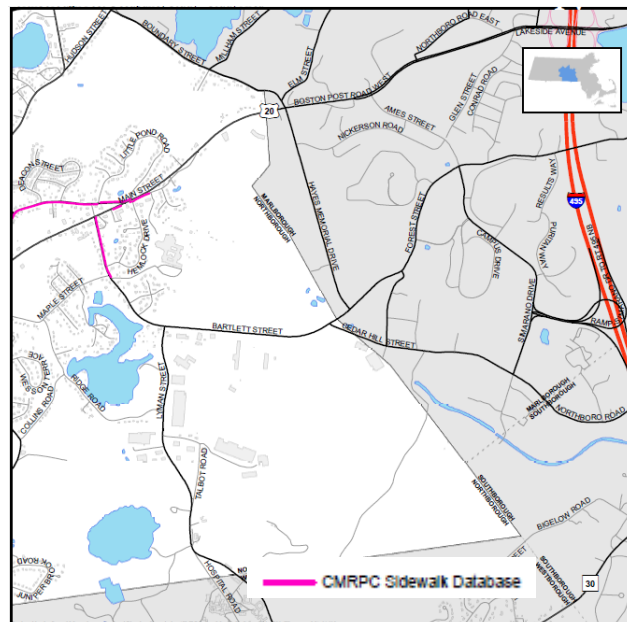 HUDSON STREET
BOUNDARY STREET
MILLHAM STREET
ELM STREET
NORTHBORO ROAD EAST
LAKESIDE AVENUE
BOSTON POST ROAD WEST
20
GLEN STREET
CONRAD ROAD
AMES STREET
NICKERSON ROAD
LITTLE POND ROAD
DEACON STREET
MAIN STREET
MARLBOROUGH
NORTHBOROUGH
HAYES MEMORIAL DRIVE
FOREST STREET
RESULTS WAY
PURITAN WAY
495
CAMPUS DRIVE
HEMLOCK DRIVE
MAPLE STREET
BARTLETT STREET
CEDAR HILL STREET
SIMARANO DRIVE
WESSON TERRACE
COLLINS ROAD
RIDGE ROAD
LYMAN STREET
MARLBOROUGH
SOUTHBOROUGH
NORTHBORO ROAD
TALBOT ROAD
SOUTHBOROUGH
NORTHBOROUGH
BIGELOW ROAD
HOSPITAL ROAD
SOUTHBOROUGH
WESTBOROUGH
30
CMRPC Sidewalk Database